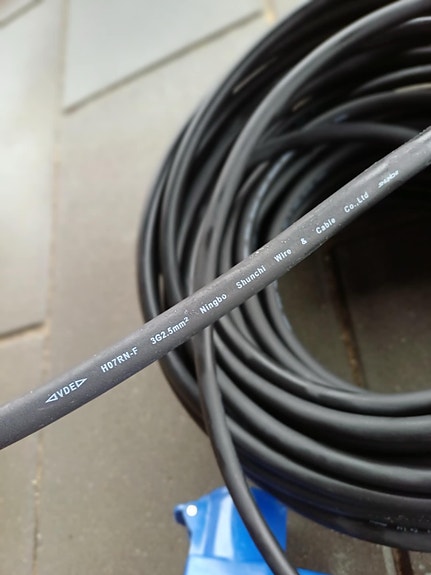 ◁VDE▷ H07RN-F 3G2.5mm² Ningbo Shunchi Wire & Cable Co.,Ltd